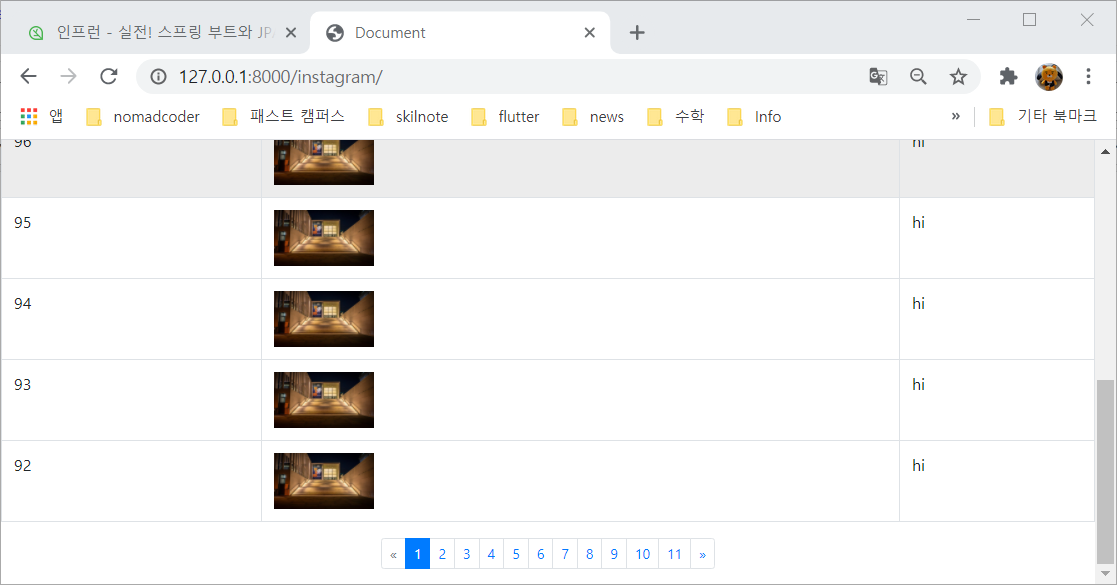 인프런 - 실전! 스프링 부트와 JP
Document
127.0.0.1:8000/instagram/
앱 nomadcoder 패스트 캠퍼스 skilnote flutter news 수학 Info » 기타 북마크
96 hi
95 hi
94 hi
93 hi
92 hi
« 1 2 3 4 5 6 7 8 9 10 11 »